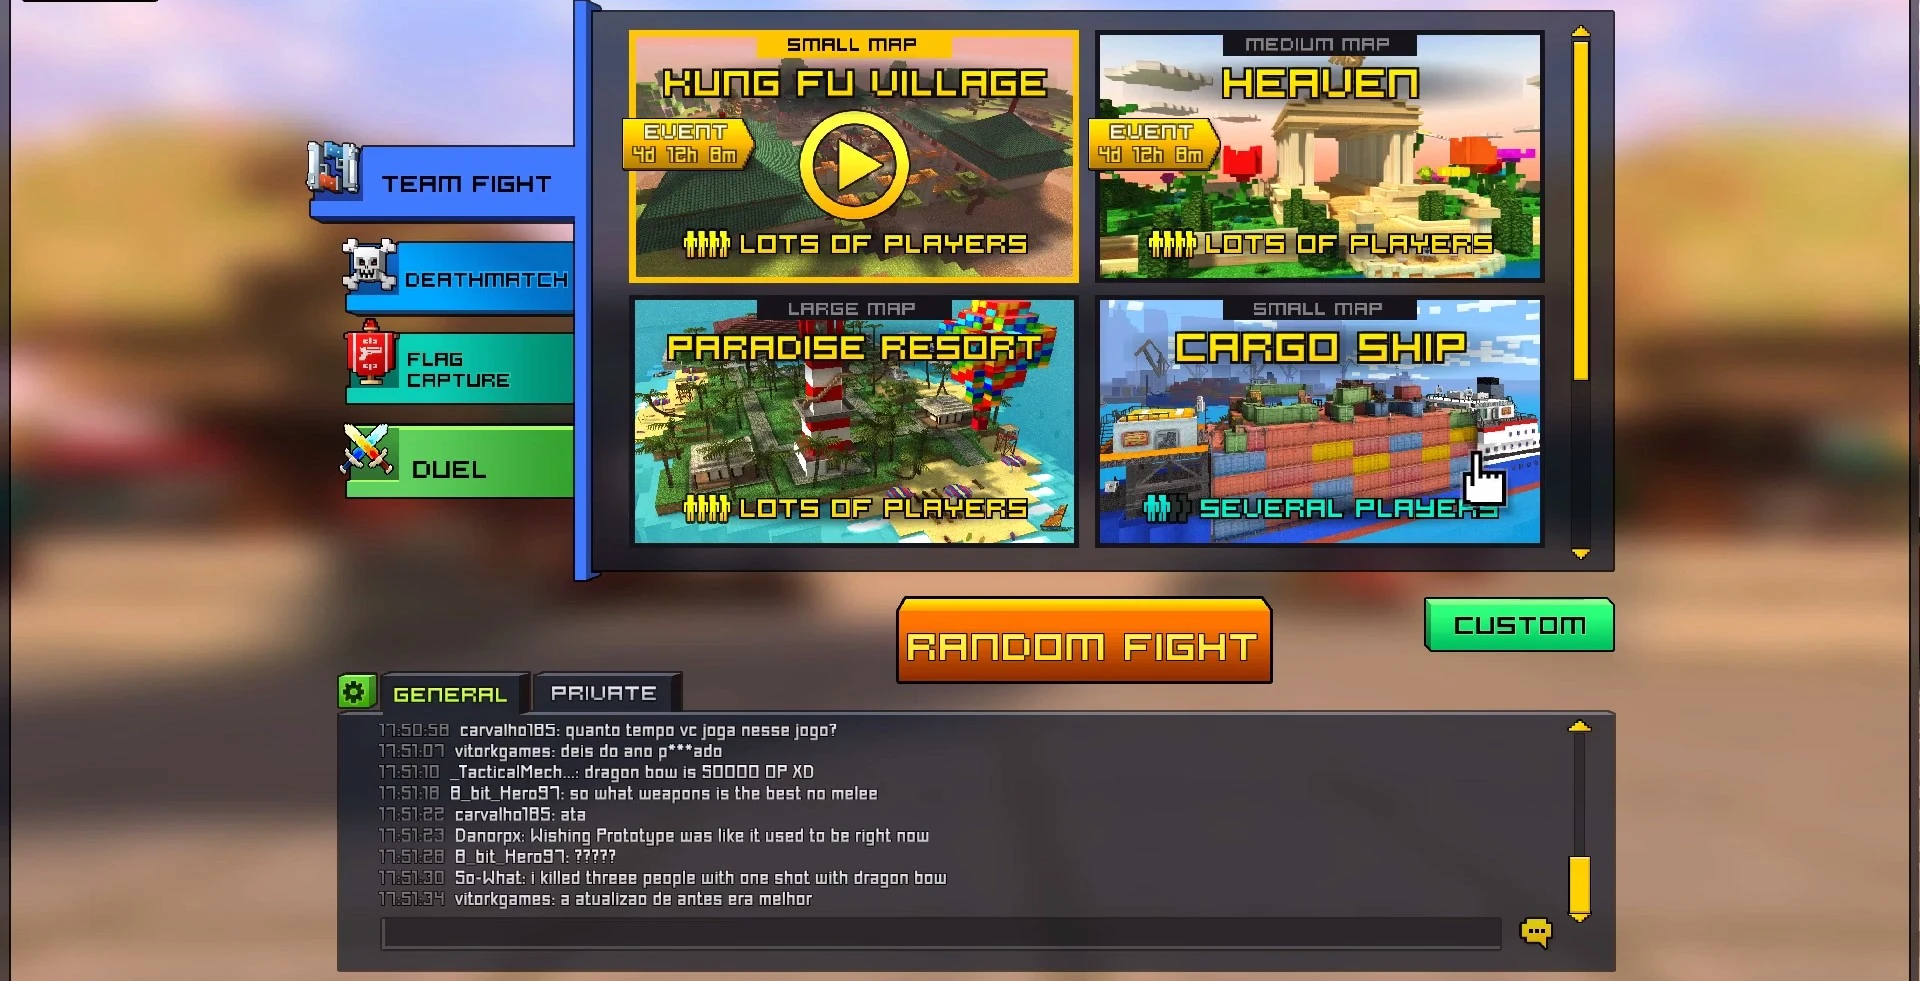 SMALL MAP
KUNG FU VILLAGE
EVENT
4d 12h 8m
LOTS OF PLAYERS
MEDIUM MAP
HEAVEN
EVENT
4d 12h 8m
LOTS OF PLAYERS
TEAM FIGHT
DEATHMATCH
FLAG
CAPTURE
DUEL
LARGE MAP
PARADISE RESORT
LOTS OF PLAYERS
SMALL MAP
CARGO SHIP
SEVERAL PLAYERS
RANDOM FIGHT
CUSTOM
GENERAL
PRIVATE
17:50:58 carvalho185: quanto tempo vc joga nesse jogo?
17:51:07 vitorkgames: deis do ano p***ado
17:51:10 _TacticalMech...: dragon bow is 50000 OP XD
17:51:18 8_bit_Hero97: so what weapons is the best no melee
17:51:22 carvalho185: ata
17:51:23 Danorpx: Wishing Prototype was like it used to be right now
17:51:28 8_bit_Hero97: ?????
17:51:30 So-What: i killed threee people with one shot with dragon bow
17:51:34 vitorkgames: a atualizao de antes era melhor